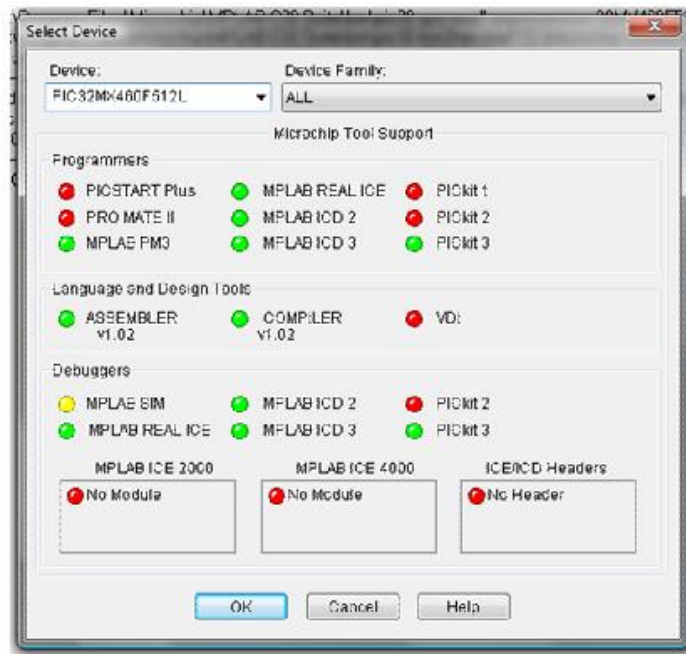 Select Device
Device: Device Family:
PIC32MX460F512L ALL
Microchip Tool Support
Programmers
PICSTART Plus MPLAB REAL ICE PICkit 1
PRO MATE II MPLAB ICD 2 PICkit 2
MPLAB PM3 MPLAB ICD 3 PICkit 3
Language and Design Tools
ASSEMBLER COMPILER VDI
v1.02 v1.02
Debuggers
MPLAB SIM MPLAB ICD 2 PICkit 2
MPLAB REAL ICE MPLAB ICD 3 PICkit 3
MPLAB ICE 2000 MPLAB ICE 4000 ICE/ICD Headers
No Module No Module No Header
OK Cancel Help